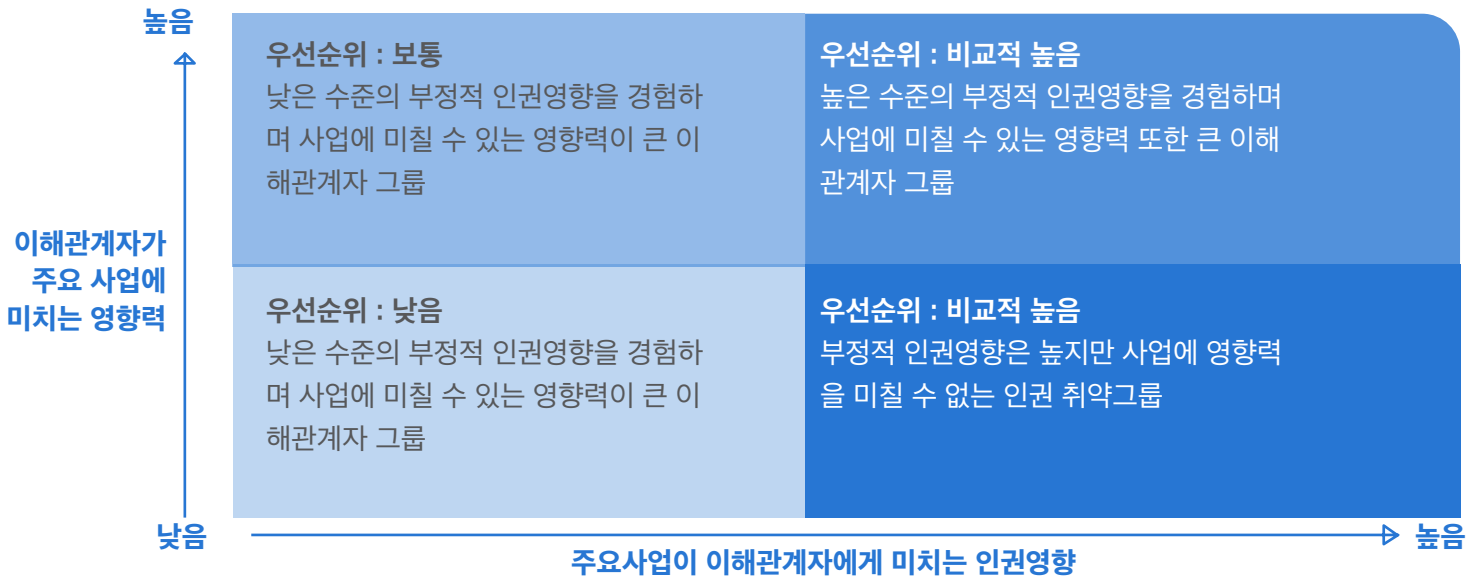 높음
우선순위 : 보통
낮은 수준의 부정적 인권영향을 경험하
며 사업에 미칠 수 있는 영향력이 큰 이
해관계자 그룹
우선순위 : 비교적 높음
높은 수준의 부정적 인권영향을 경험하며
사업에 미칠 수 있는 영향력 또한 큰 이해
관계자 그룹
이해관계자가
주요 사업에
미치는 영향력
우선순위 : 낮음
낮은 수준의 부정적 인권영향을 경험하
며 사업에 미칠 수 있는 영향력이 큰 이
해관계자 그룹
우선순위 : 비교적 높음
부정적 인권영향은 높지만 사업에 영향력
을 미칠 수 없는 인권 취약그룹
낮음
높음
주요사업이 이해관계자에게 미치는 인권영향